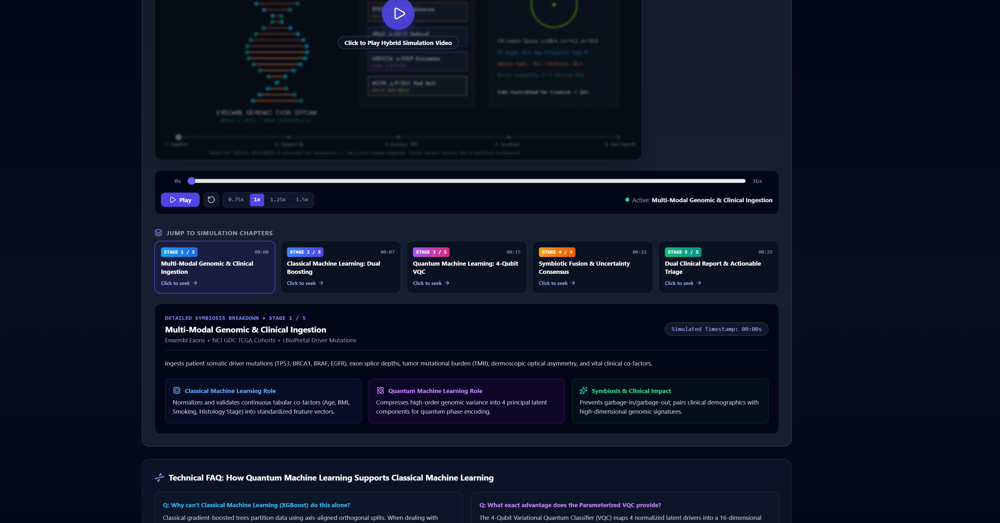 Click to Play Hybrid Simulation Video
ENSEMBL GENOMIC EXON STREAM
1. Ingestion
2. Classical ML
3. Quantum VQC
4. Symbiosis
5. Dual Reports
0s
36s
Play
0.75x 1x 1.25x 1.5x
Active: Multi-Modal Genomic & Clinical Ingestion
JUMP TO SIMULATION CHAPTERS
STAGE 1 / 5 00:00
Multi-Modal Genomic & Clinical
Ingestion
Click to seek →
STAGE 2 / 5 00:07
Classical Machine Learning: Dual
Boosting
Click to seek →
STAGE 3 / 5 00:15
Quantum Machine Learning: 4-Qubit
VQC
Click to seek →
STAGE 4 / 5 00:22
Symbiotic Fusion & Uncertainty
Consensus
Click to seek →
STAGE 5 / 5 00:29
Dual Clinical Report & Actionable
Triage
Click to seek →
DETAILED SYMBIOSIS BREAKDOWN • STAGE 1 / 5
Multi-Modal Genomic & Clinical Ingestion
Ensembl Exons + NCI GDC TCGA Cohorts + cBioPortal Driver Mutations
Simulated Timestamp: 00:00s
Ingests patient somatic driver mutations (TP53, BRCA1, BRAF, EGFR), exon splice depths, tumor mutational burden (TMB), dermoscopic optical asymmetry, and vital clinical co-factors.
Classical Machine Learning Role
Normalizes and validates continuous tabular co-factors (Age, BMI,
Smoking, Histology Stage) into standardized feature vectors.
Quantum Machine Learning Role
Compresses high-order genomic variance into 4 principal latent
components for quantum phase encoding.
Symbiosis & Clinical Impact
Prevents garbage-in/garbage-out; pairs clinical demographics with
high-dimensional genomic signatures.
Technical FAQ: How Quantum Machine Learning Supports Classical Machine Learning
Q: Why can't Classical Machine Learning (XGBoost) do this alone?
Classical gradient-boosted trees partition data using axis-aligned orthogonal splits. When dealing with
Q: What exact advantage does the Parameterized VQC provide?
The 4-Qubit Variational Quantum Classifier (VQC) maps 4 normalized latent drivers into a 16-dimensional